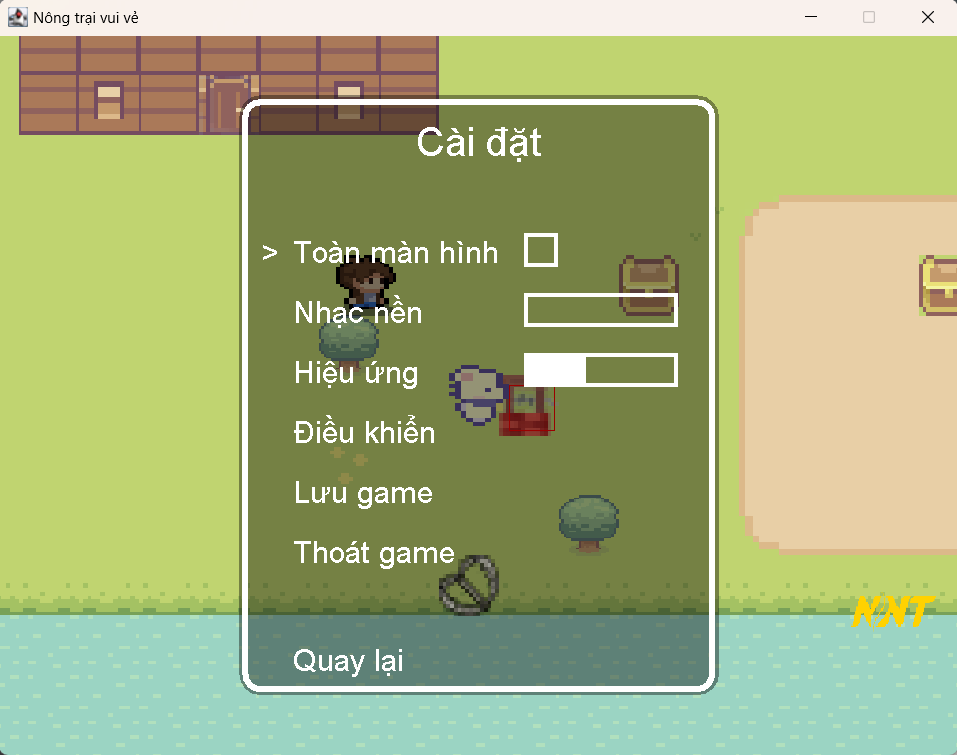 Nông trại vui vẻ
Cài đặt
> Toàn màn hình
Nhạc nền
Hiệu ứng
Điều khiển
Lưu game
Thoát game
NNT
Quay lại